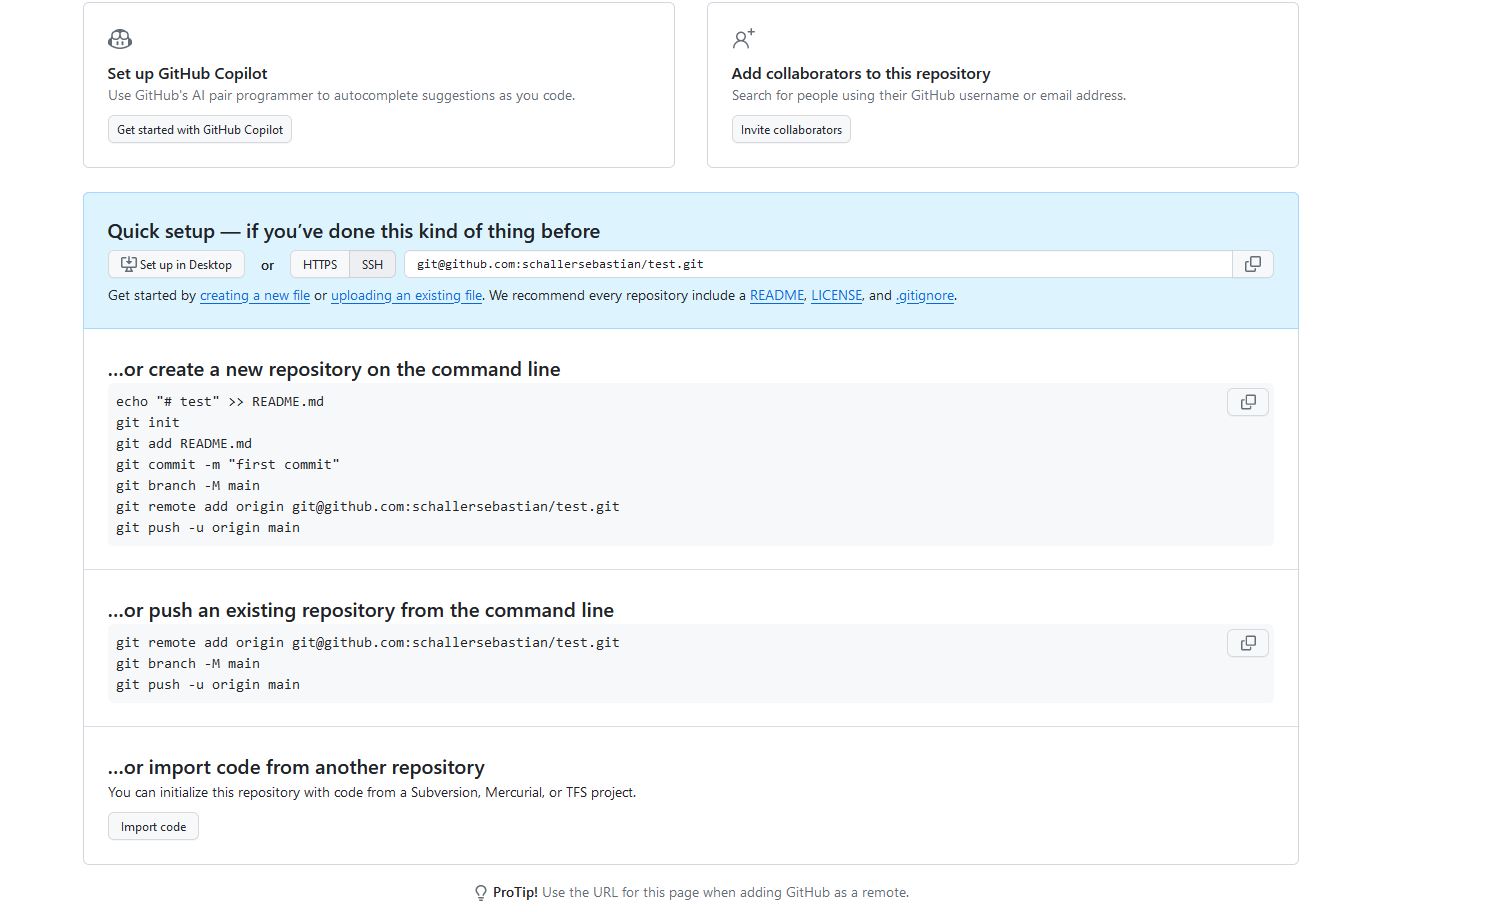 Set up GitHub Copilot
Use GitHub's AI pair programmer to autocomplete suggestions as you code.
Get started with GitHub Copilot
Add collaborators to this repository
Search for people using their GitHub username or email address.
Invite collaborators
Quick setup — if you’ve done this kind of thing before
Set up in Desktop or HTTPS SSH git@github.com:schallersebastian/test.git
Get started by creating a new file or uploading an existing file. We recommend every repository include a README, LICENSE, and .gitignore.
…or create a new repository on the command line
echo "# test" >> README.md
git init
git add README.md
git commit -m "first commit"
git branch -M main
git remote add origin git@github.com:schallersebastian/test.git
git push -u origin main
…or push an existing repository from the command line
git remote add origin git@github.com:schallersebastian/test.git
git branch -M main
git push -u origin main
…or import code from another repository
You can initialize this repository with code from a Subversion, Mercurial, or TFS project.
Import code
ProTip! Use the URL for this page when adding GitHub as a remote.